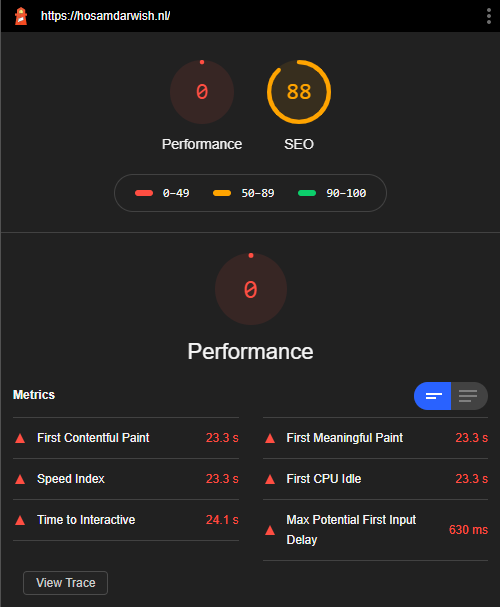 https://hosamdarwish.nl/
0
88
Performance
SEO
0–49
50–89
90–100
0
Performance
Metrics
First Contentful Paint 23.3 s
First Meaningful Paint 23.3 s
Speed Index 23.3 s
First CPU Idle 23.3 s
Time to Interactive 24.1 s
Max Potential First Input
Delay
630 ms
View Trace